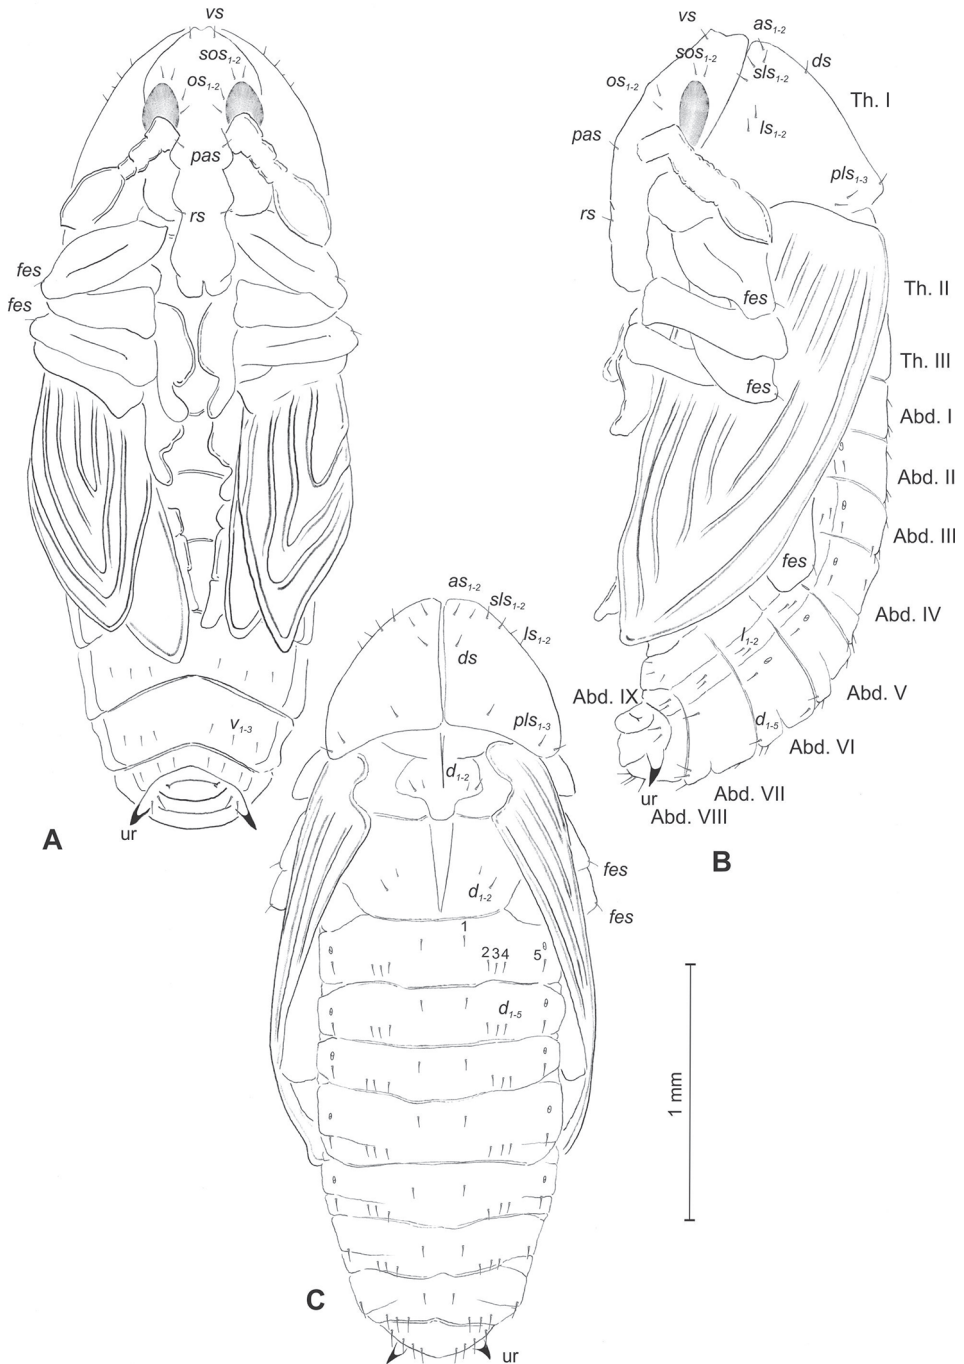 vs
sos₁₋₂
os₁₋₂
pas
rs
fes
fes
v₁₋₃
ur
A
vs
as₁₋₂
sos₁₋₂
sls₁₋₂
ds
os₁₋₂
Th. I
ls₁₋₂
pas
pls₁₋₃
rs
Th. II
fes
Th. III
fes
Abd. I
Abd. II
Abd. III
fes
Abd. IV
l₁₋₂
Abd. V
Abd. IX
d₁₋₅
Abd. VI
Abd. VII
ur
Abd. VIII
B
as₁₋₂
sls₁₋₂
ls₁₋₂
ds
pls₁₋₃
d₁₋₂
fes
d₁₋₂
fes
1
2 3 4 5
d₁₋₅
1 mm
C
ur